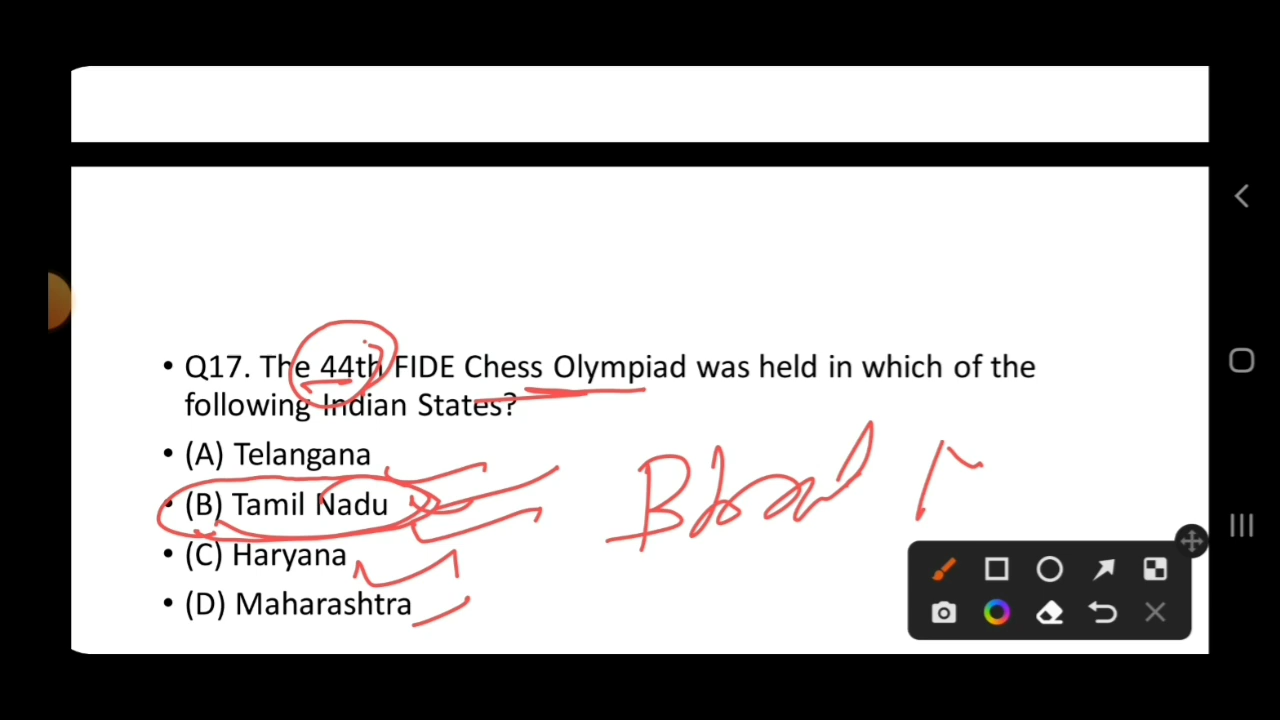 • Q17. The 44th FIDE Chess Olympiad was held in which of the
following Indian States?
• (A) Telangana
• (B) Tamil Nadu
• (C) Haryana
• (D) Maharashtra